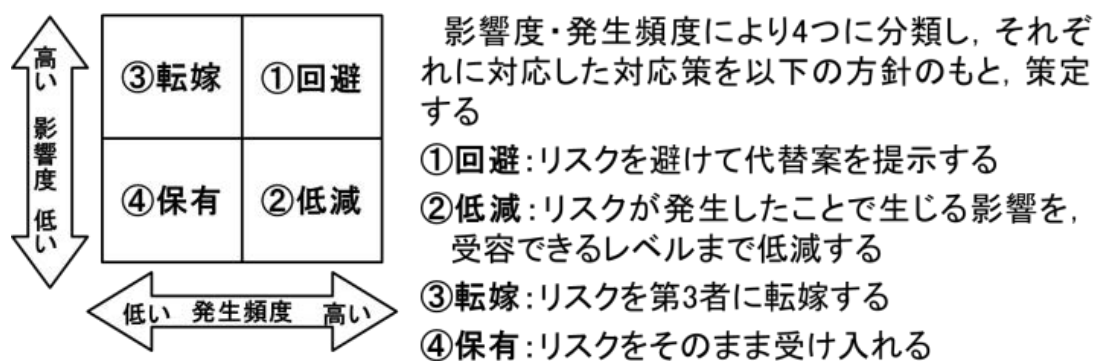 高い 影響度 低い
③転嫁 ①回避
④保有 ②低減
低い 発生頻度 高い
影響度・発生頻度により4つに分類し,それぞ
れに対応した対応策を以下の方針のもと,策定
する
①回避:リスクを避けて代替案を提示する
②低減:リスクが発生したことで生じる影響を,
受容できるレベルまで低減する
③転嫁:リスクを第3者に転嫁する
④保有:リスクをそのまま受け入れる